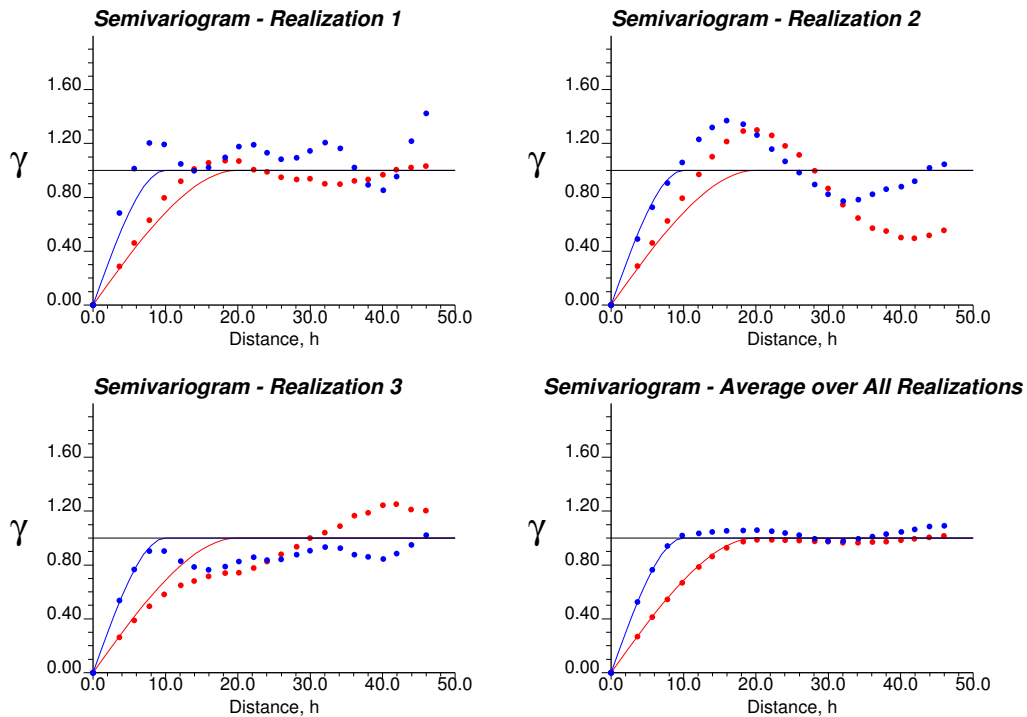 Semivariogram - Realization 1
1.60
1.20
γ
0.80
0.40
0.00
0.0 10.0 20.0 30.0 40.0 50.0
Distance, h
Semivariogram - Realization 2
1.60
1.20
γ
0.80
0.40
0.00
0.0 10.0 20.0 30.0 40.0 50.0
Distance, h
Semivariogram - Realization 3
1.60
1.20
γ
0.80
0.40
0.00
0.0 10.0 20.0 30.0 40.0 50.0
Distance, h
Semivariogram - Average over All Realizations
1.60
1.20
γ
0.80
0.40
0.00
0.0 10.0 20.0 30.0 40.0 50.0
Distance, h